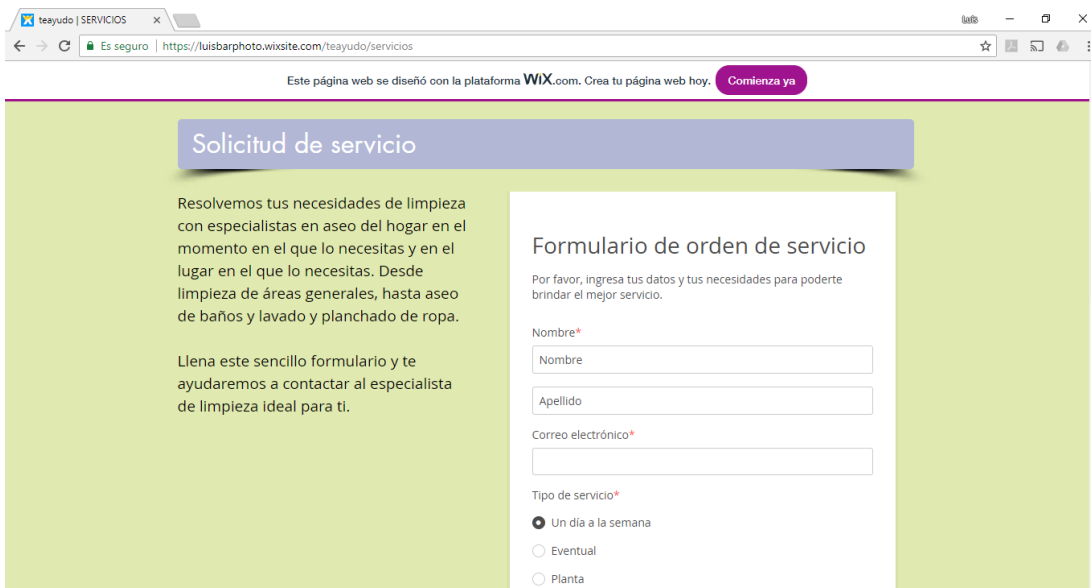 teayudo | SERVICIOS
Luis
Es seguro | https://luisbarphoto.wixsite.com/teayudo/servicios
Este página web se diseñó con la plataforma WiX.com. Crea tu página web hoy. Comienza ya
Solicitud de servicio
Resolvemos tus necesidades de limpieza
con especialistas en aseo del hogar en el
momento en el que lo necesitas y en el
lugar en el que lo necesitas. Desde
limpieza de áreas generales, hasta aseo
de baños y lavado y planchado de ropa.
Llena este sencillo formulario y te
ayudaremos a contactar al especialista
de limpieza ideal para ti.
Formulario de orden de servicio
Por favor, ingresa tus datos y tus necesidades para poderte
brindar el mejor servicio.
Nombre*
Nombre
Apellido
Correo electrónico*
Tipo de servicio*
Un día a la semana
Eventual
Planta